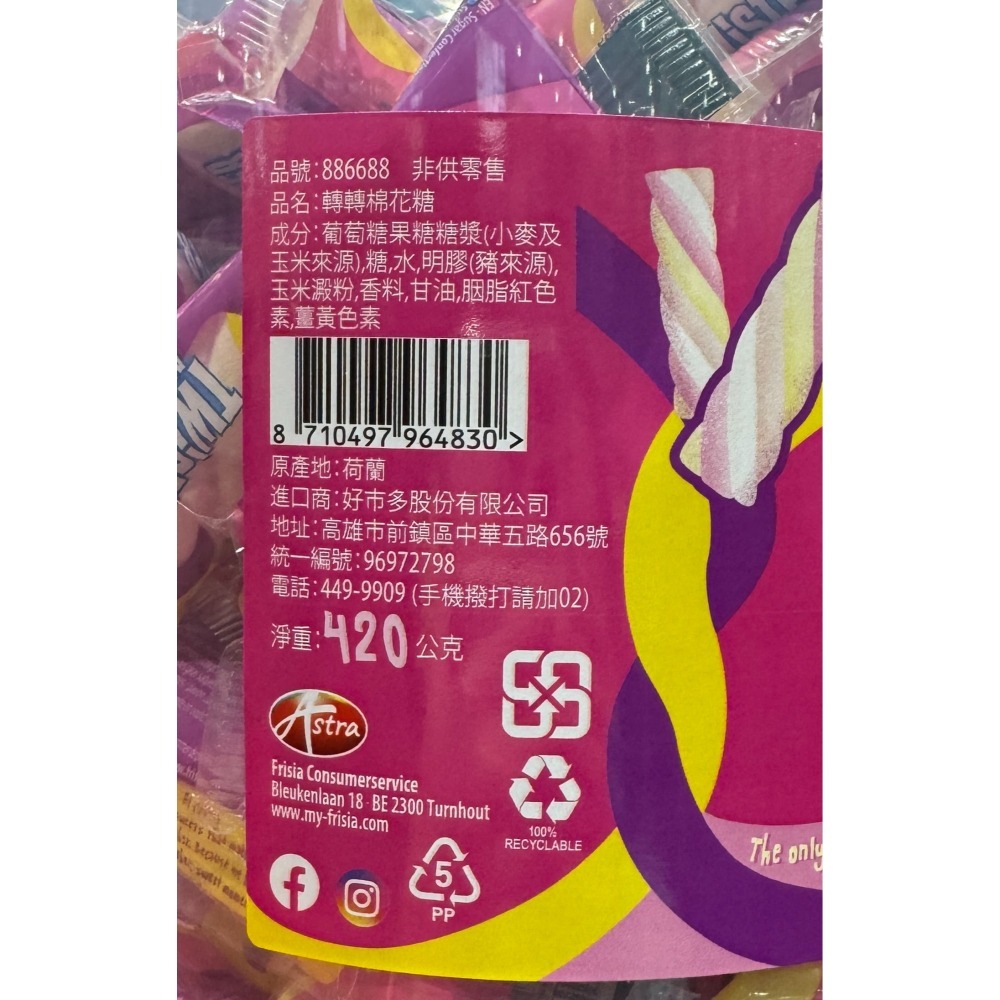 EN: Sugar Confec
品號:886688 非供零售
品名:轉轉棉花糖
成分:葡萄糖果糖糖漿(小麥及
玉米來源),糖,水,明膠(豬來源),
玉米澱粉,香料,甘油,胭脂紅色
素,薑黃色素
8 710497 964830 >
原產地:荷蘭
進口商:好市多股份有限公司
地址:高雄市前鎮區中華五路656號
統一編號:96972798
電話:449-9909 (手機撥打請加02)
淨重:420公克
Astra
Frisia Consumerservice
Bleukenlaan 18 · BE 2300 Turnhout
www.my-frisia.com
100%
RECYCLABLE
5
PP
The only